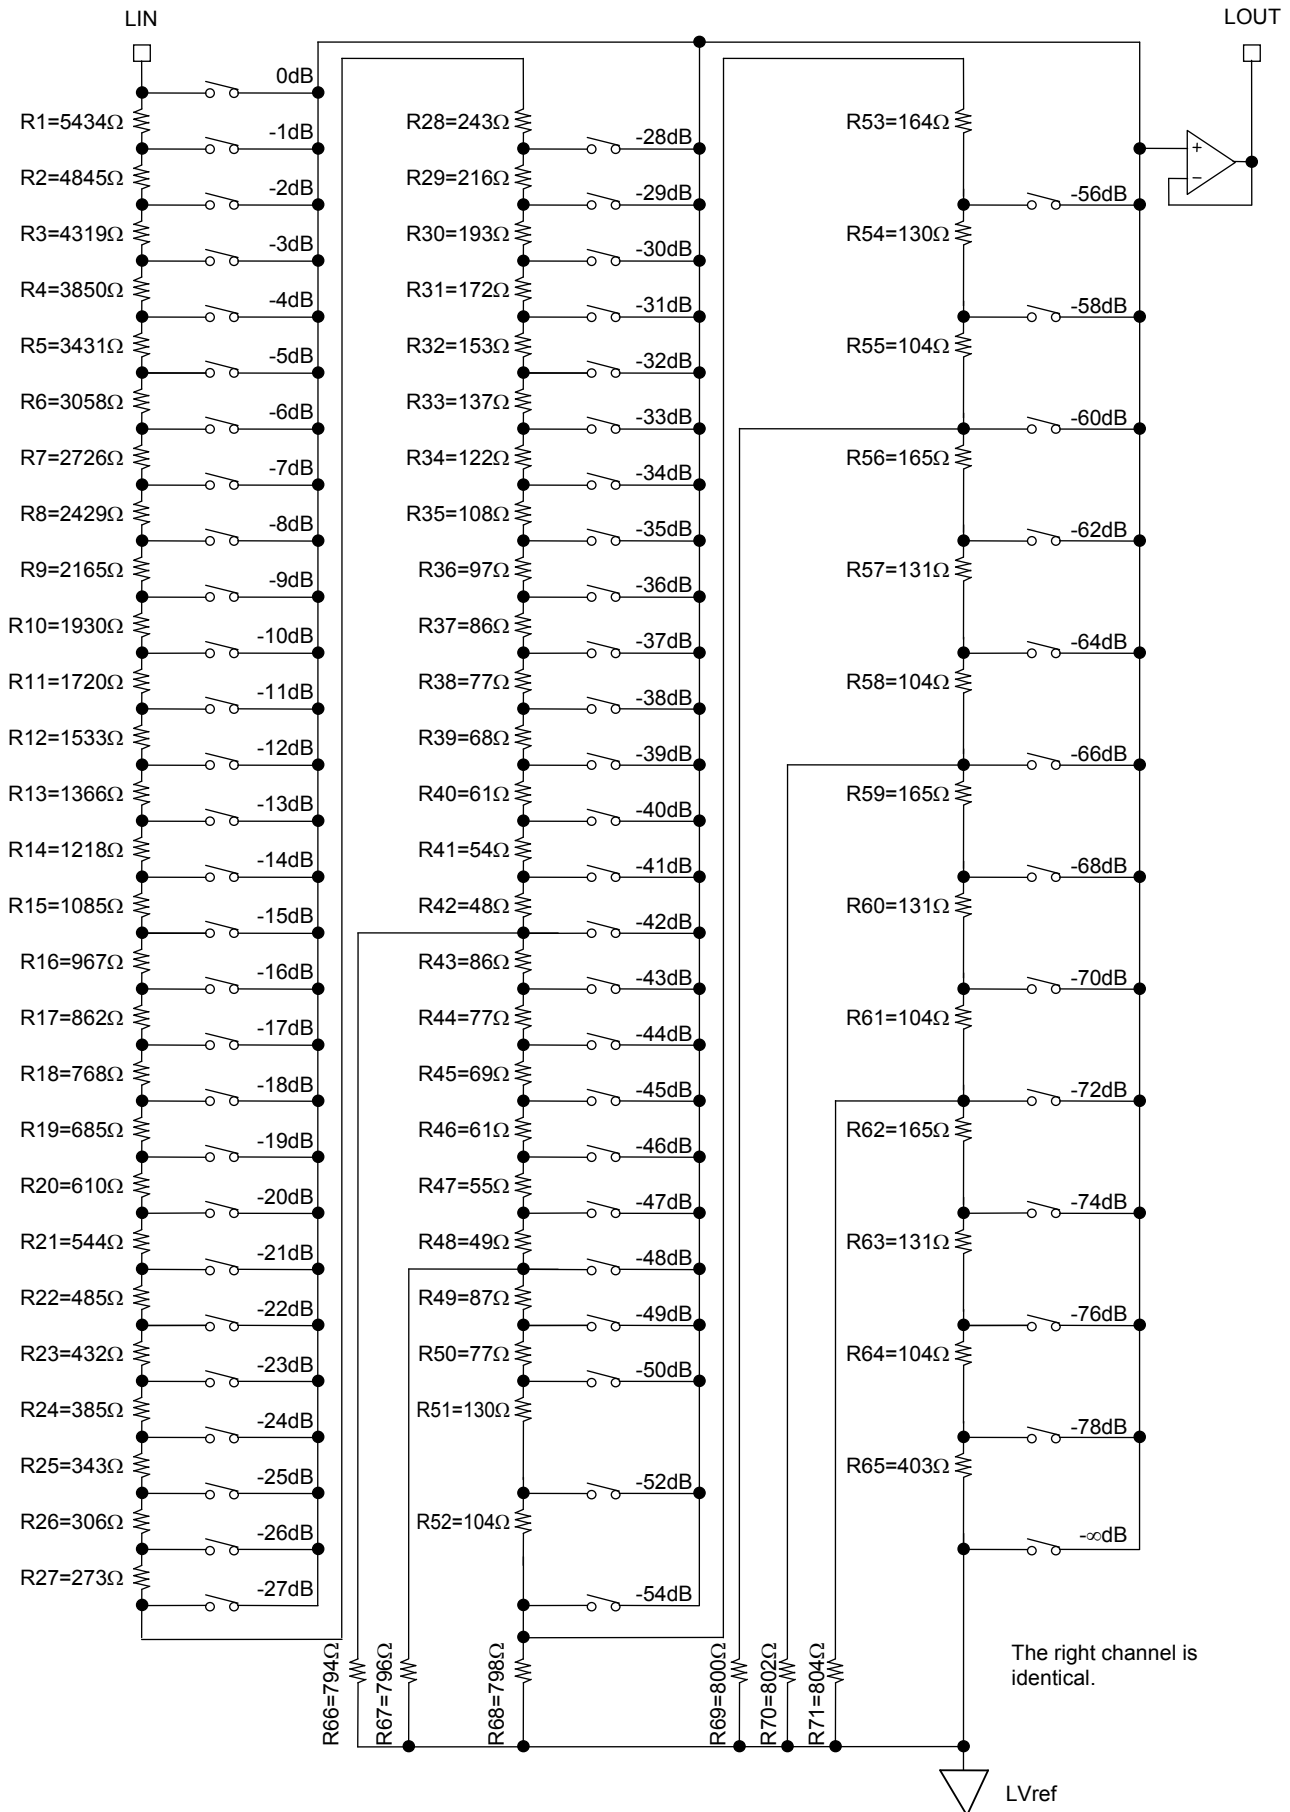 LIN
LOUT
0dB
R1=5434Ω
-1dB
R2=4845Ω
-2dB
R3=4319Ω
-3dB
R4=3850Ω
-4dB
R5=3431Ω
-5dB
R6=3058Ω
-6dB
R7=2726Ω
-7dB
R8=2429Ω
-8dB
R9=2165Ω
-9dB
R10=1930Ω
-10dB
R11=1720Ω
-11dB
R12=1533Ω
-12dB
R13=1366Ω
-13dB
R14=1218Ω
-14dB
R15=1085Ω
-15dB
R16=967Ω
-16dB
R17=862Ω
-17dB
R18=768Ω
-18dB
R19=685Ω
-19dB
R20=610Ω
-20dB
R21=544Ω
-21dB
R22=485Ω
-22dB
R23=432Ω
-23dB
R24=385Ω
-24dB
R25=343Ω
-25dB
R26=306Ω
-26dB
R27=273Ω
-27dB
R28=243Ω
-28dB
R29=216Ω
-29dB
R30=193Ω
-30dB
R31=172Ω
-31dB
R32=153Ω
-32dB
R33=137Ω
-33dB
R34=122Ω
-34dB
R35=108Ω
-35dB
R36=97Ω
-36dB
R37=86Ω
-37dB
R38=77Ω
-38dB
R39=68Ω
-39dB
R40=61Ω
-40dB
R41=54Ω
-41dB
R42=48Ω
-42dB
R43=86Ω
-43dB
R44=77Ω
-44dB
R45=69Ω
-45dB
R46=61Ω
-46dB
R47=55Ω
-47dB
R48=49Ω
-48dB
R49=87Ω
-49dB
R50=77Ω
-50dB
R51=130Ω
-52dB
R52=104Ω
-54dB
R53=164Ω
-56dB
R54=130Ω
-58dB
R55=104Ω
-60dB
R56=165Ω
-62dB
R57=131Ω
-64dB
R58=104Ω
-66dB
R59=165Ω
-68dB
R60=131Ω
-70dB
R61=104Ω
-72dB
R62=165Ω
-74dB
R63=131Ω
-76dB
R64=104Ω
-78dB
R65=403Ω
-∞dB
+
−
R66=794Ω
R67=796Ω
R68=798Ω
R69=800Ω
R70=802Ω
R71=804Ω
The right channel is
identical.
LVref